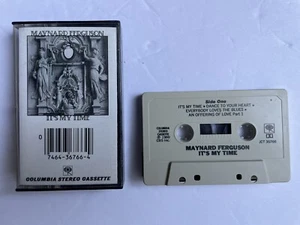 MAYNARD FERGUSON
IT'S MY TIME
0
7464-36766-4
COLUMBIA STEREO CASSETTE
Side One
IT'S MY TIME • DANCE TO YOUR HEART •
EVERYBODY LOVES THE BLUES •
AN OFFERING OF LOVE Part I
MAYNARD FERGUSON
IT'S MY TIME